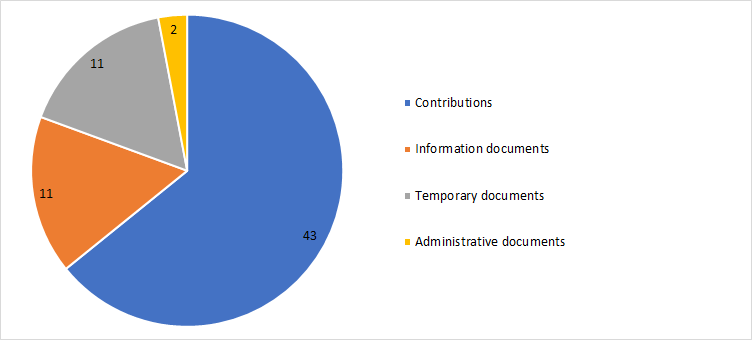 2
11
11
43
Contributions
Information documents
Temporary documents
Administrative documents